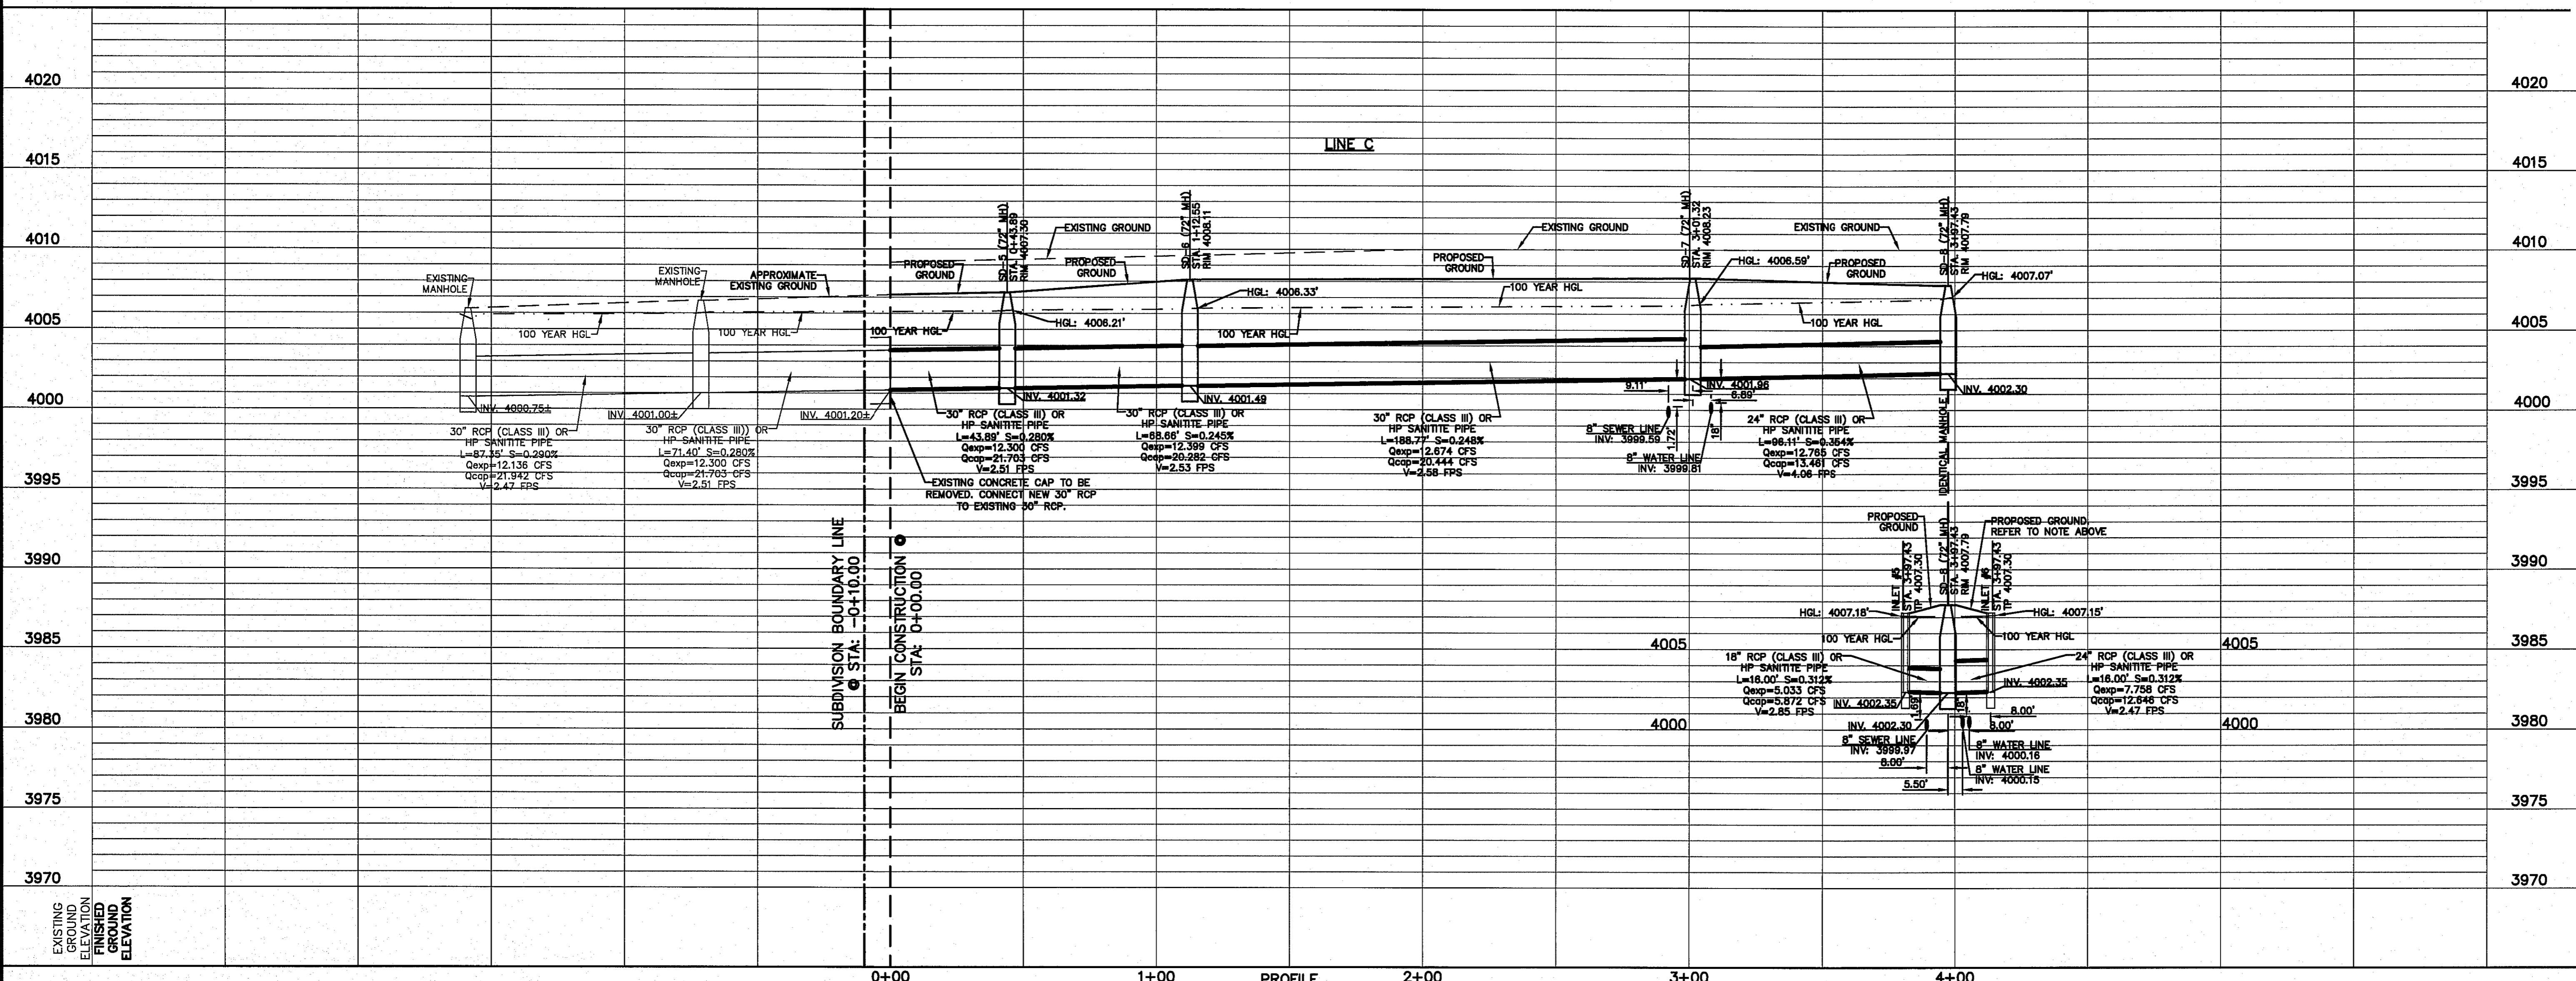 4020
4015
4010
4005
4000
3995
3990
3985
3980
3975
3970
EXISTING
GROUND
ELEVATION
FINISHED
GROUND
ELEVATION
LINE C
EXISTING
MANHOLE
EXISTING
MANHOLE
APPROXIMATE
EXISTING GROUND
PROPOSED
GROUND
SD-5 (72" MH)
STA. 0+43.89
RIM 4007.30
EXISTING GROUND
PROPOSED
GROUND
SD-6 (72" MH)
STA. 1+12.55
RIM 4008.11
EXISTING GROUND
PROPOSED
GROUND
SD-7 (72" MH)
STA. 3+01.32
RIM 4008.23
EXISTING GROUND
PROPOSED
GROUND
SD-8 (72" MH)
STA. 3+97.43
RIM 4007.79
100 YEAR HGL
100 YEAR HGL
100 YEAR HGL
HGL: 4006.21'
HGL: 4006.33'
100 YEAR HGL
100 YEAR HGL
HGL: 4006.59'
100 YEAR HGL
HGL: 4007.07'
INV. 4000.75±
INV. 4001.00±
INV. 4001.20±
INV. 4001.32
INV. 4001.49
INV. 4001.96
INV. 4002.30
30" RCP (CLASS III) OR
HP SANITITE PIPE
L=87.35' S=0.290%
Qexp=12.136 CFS
Qcap=21.942 CFS
V=2.47 FPS
30" RCP (CLASS III)) OR
HP SANITITE PIPE
L=71.40' S=0.280%
Qexp=12.300 CFS
Qcap=21.703 CFS
V=2.51 FPS
30" RCP (CLASS III) OR
HP SANITITE PIPE
L=43.89' S=0.280%
Qexp=12.300 CFS
Qcap=21.703 CFS
V=2.51 FPS
30" RCP (CLASS III) OR
HP SANITITE PIPE
L=68.66' S=0.245%
Qexp=12.399 CFS
Qcap=20.282 CFS
V=2.53 FPS
30" RCP (CLASS III) OR
HP SANITITE PIPE
L=188.77' S=0.248%
Qexp=12.674 CFS
Qcap=20.444 CFS
V=2.58 FPS
9.11'
6.89'
1.72'
18"
8" SEWER LINE
INV: 3999.59
8" WATER LINE
INV: 3999.81
24" RCP (CLASS III) OR
HP SANITITE PIPE
L=96.11' S=0.354%
Qexp=12.765 CFS
Qcap=13.461 CFS
V=4.06 FPS
EXISTING CONCRETE CAP TO BE
REMOVED. CONNECT NEW 30" RCP
TO EXISTING 30" RCP.
SUBDIVISION BOUNDARY LINE
@ STA: -0+10.00
BEGIN CONSTRUCTION @
STA: 0+00.00
IDENTICAL MANHOLE
PROPOSED
GROUND
PROPOSED GROUND,
REFER TO NOTE ABOVE
INLET #5
STA. 3+97.43
TP 4007.30
SD-8 (72" MH)
STA. 3+97.43
RIM 4007.79
INLET #6
STA. 3+97.43
TP 4007.30
HGL: 4007.18'
HGL: 4007.15'
100 YEAR HGL
100 YEAR HGL
4005
4005
18" RCP (CLASS III) OR
HP SANITITE PIPE
L=16.00' S=0.312%
Qexp=5.033 CFS
Qcap=5.872 CFS
V=2.85 FPS
24" RCP (CLASS III) OR
HP SANITITE PIPE
L=16.00' S=0.312%
Qexp=7.758 CFS
Qcap=12.646 CFS
V=2.47 FPS
INV. 4002.35
INV. 4002.35
1.69'
18"
8.00'
4000
4000
INV. 4002.30
8.00'
8" SEWER LINE
INV: 3999.97
8" WATER LINE
INV: 4000.16
8.00'
8" WATER LINE
INV: 4000.15
5.50'
4020
4015
4010
4005
4000
3995
3990
3985
3980
3975
3970
0+00
1+00
PROFILE
2+00
3+00
4+00